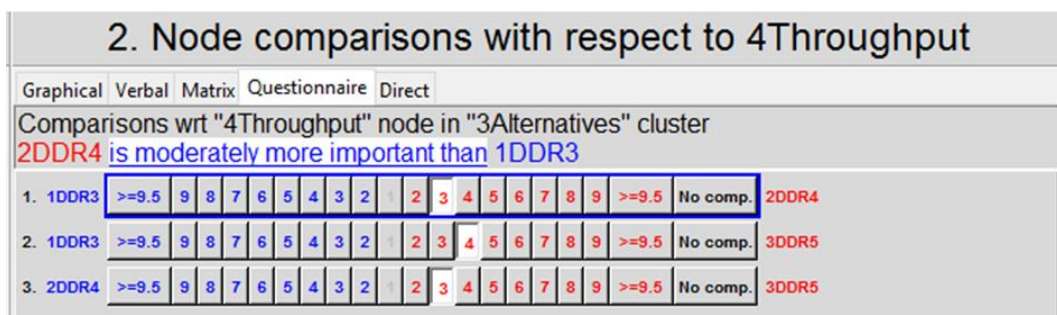 2. Node comparisons with respect to 4Throughput
Graphical Verbal Matrix Questionnaire Direct
Comparisons wrt "4Throughput" node in "3Alternatives" cluster
2DDR4 is moderately more important than 1DDR3
1. 1DDR3 >=9.5 9 8 7 6 5 4 3 2 1 2 3 4 5 6 7 8 9 >=9.5 No comp. 2DDR4
2. 1DDR3 >=9.5 9 8 7 6 5 4 3 2 1 2 3 4 5 6 7 8 9 >=9.5 No comp. 3DDR5
3. 2DDR4 >=9.5 9 8 7 6 5 4 3 2 1 2 3 4 5 6 7 8 9 >=9.5 No comp. 3DDR5